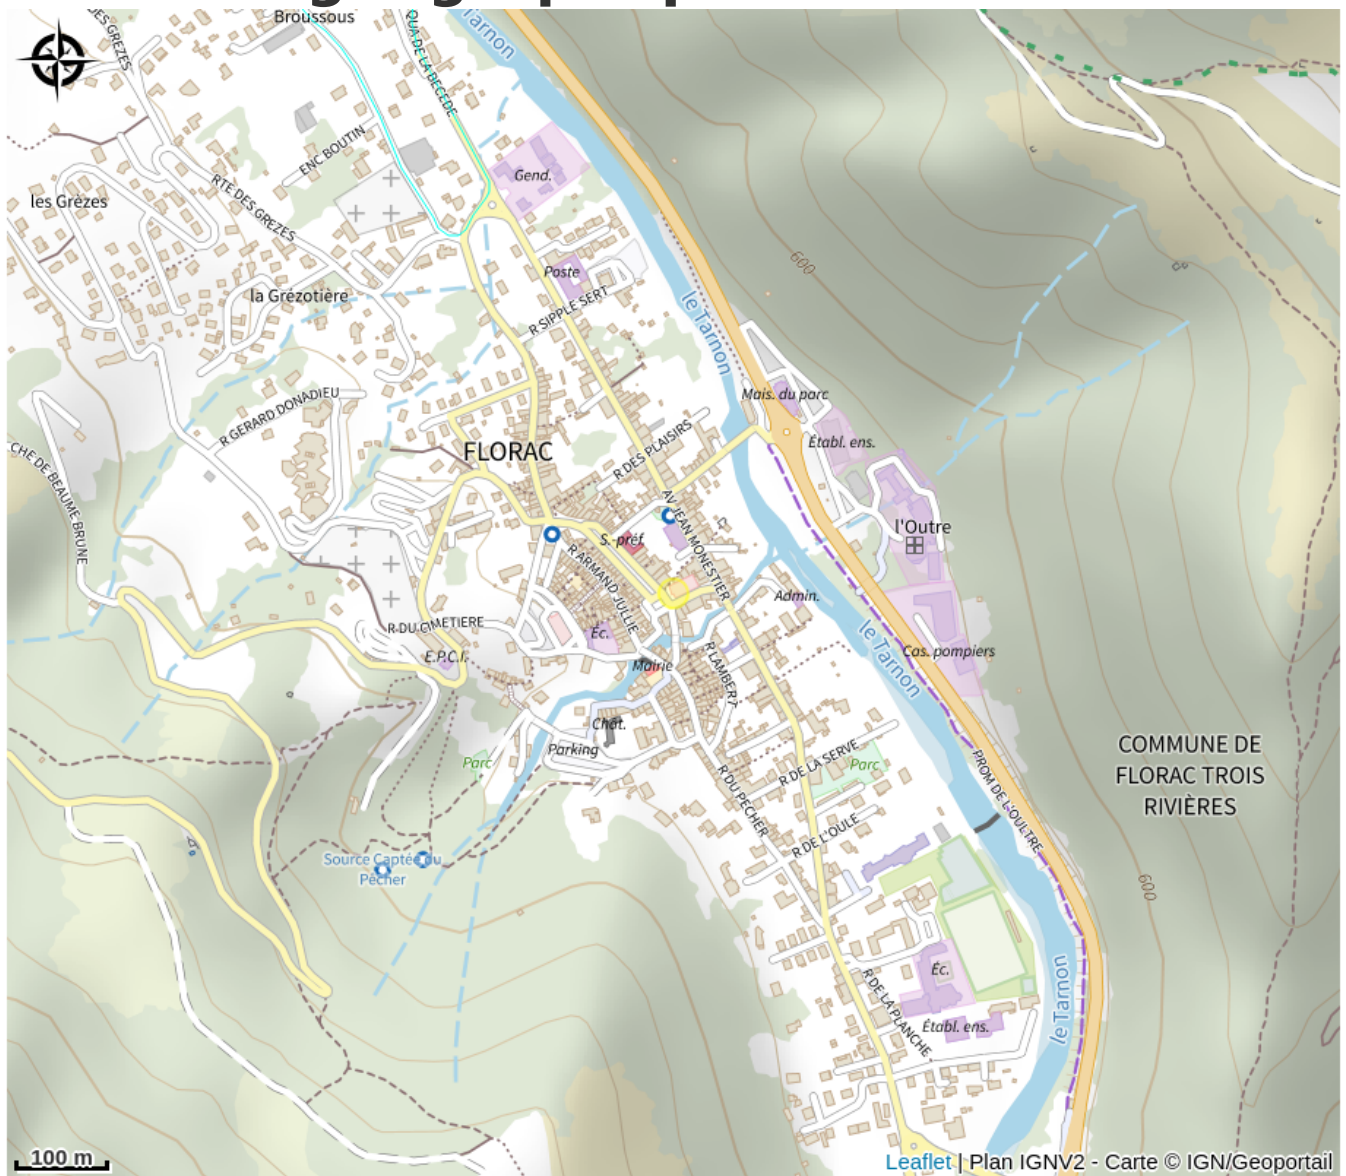 Broussous
DES GREZES
QUA DE LA BECEDE
le Tarnon
ENC BOUTIN
Gend.
RTE DES GREZES
les Grèzes
600
Poste
la Grézotière
R SIPPLE SERT
le Tarnon
Mais. du parc
R GERARD DONADIEU
Établ. ens.
FLORAC
R DES PLAISIRS
CHE DE BEAUME BRUNE
AV JEAN MONESTIER
l'Outre
S.-préf.
R ARMAND JULLIE
Admin.
R DU CIMETIERE
Éc.
le Tarnon
Cas. pompiers
E.P.C.I.
Mairie
R LAMBERT
Chât.
Parking
Parc
R DE LA SERVE
Parc
COMMUNE DE
FLORAC TROIS
RIVIÈRES
PROM DE L'OULTRE
R DU PECHER
R DE L'OULE
Source Captée du
Pêcher
600
Éc.
R DE LA PLANCHE
Établ. ens.
le Tarnon
100 m
Leaflet | Plan IGNV2 - Carte © IGN/Geoportail